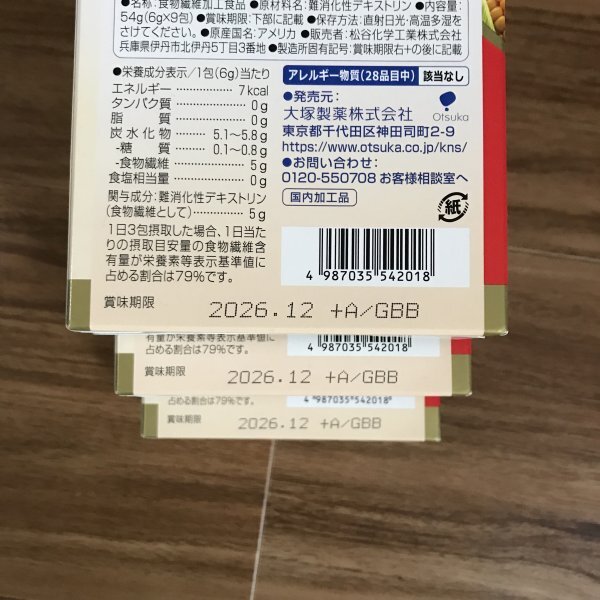 ●名称:食物繊維加工食品 ●原材料名:難消化性デキストリン ●内容量:
54g(6g×9包) ●賞味期限:下部に記載 ●保存方法:直射日光・高温多湿を
さけてください。 ●原産国名:アメリカ ●販売者:松谷化学工業株式会社
兵庫県伊丹市北伊丹5丁目3番地 ●製造所固有記号:賞味期限右+の後に記載
●栄養成分表示/1包(6g)当たり
エネルギー 7kcal
タンパク質 0g
脂質 0g
炭水化物 5.1~5.8g
-糖質 0.1~0.8g
-食物繊維 5g
食塩相当量 0g
関与成分:難消化性デキストリン
(食物繊維として) 5g
1日3包摂取した場合、1日当た
りの摂取目安量の食物繊維含
有量が栄養素等表示基準値に
占める割合は79%です。
アレルギー物質(28品目中) 該当なし
●発売元:
大塚製薬株式会社
Otsuka
東京都千代田区神田司町2-9
https://www.otsuka.co.jp/kns/
●お問い合わせ:
0120-550708 お客様相談室へ
国内加工品
紙
4 987035 542018
賞味期限 2026.12 +A/GBB
有量が栄養素等表示基準値に
占める割合は79%です。
4 987035 542018
賞味期限 2026.12 +A/GBB
占める割合は79%です。
4 987035 542018
賞味期限 2026.12 +A/GBB